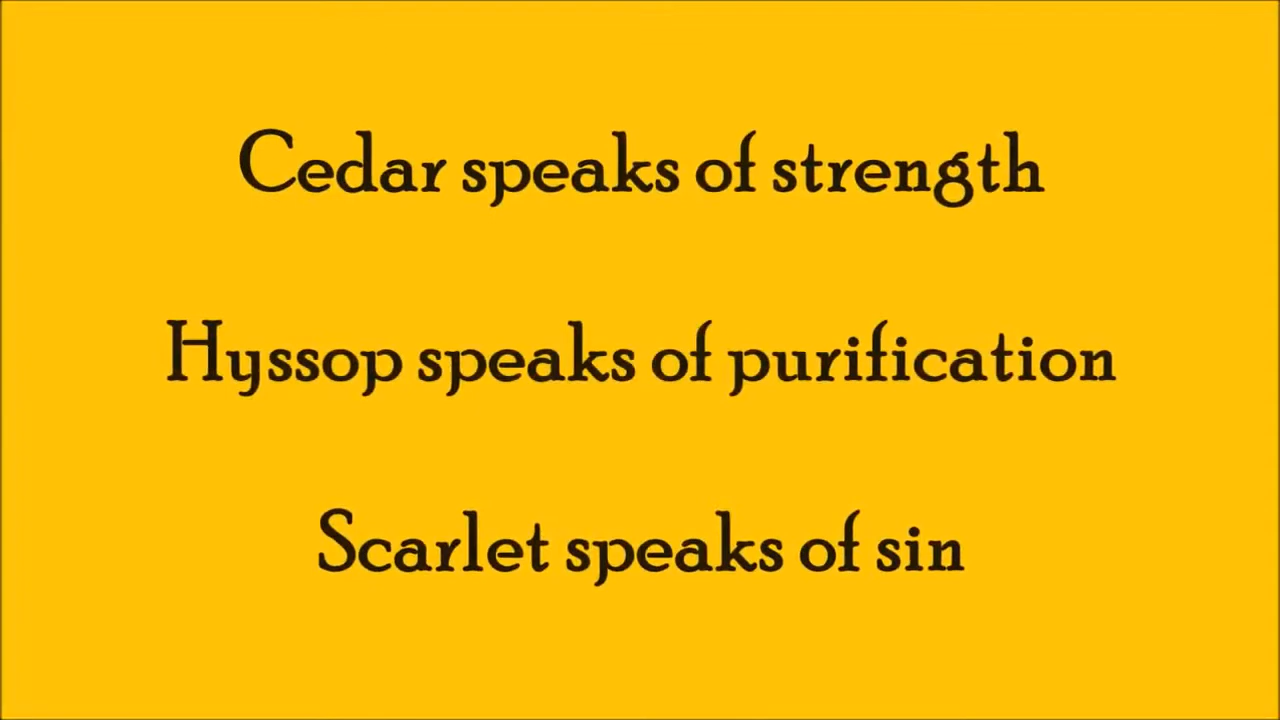 Cedar speaks of strength
Hyssop speaks of purification
Scarlet speaks of sin